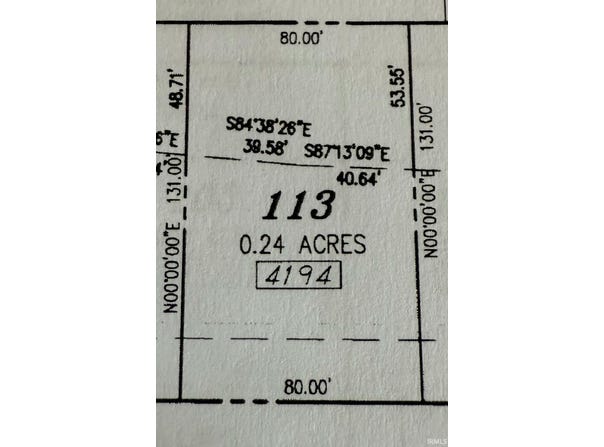 80.00'
48.71'
53.55'
S84°38'26"E
39.58'
S87°13'09"E
40.64'
131.00'
131.00'
N00°00'00"E
N00°00'00"E
113
0.24 ACRES
4194
80.00'
IRMLS